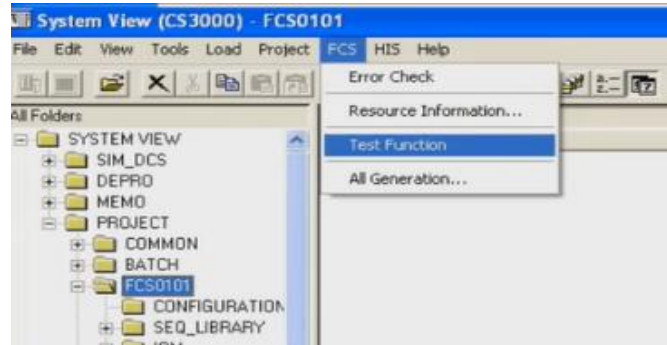 System View (CS3000) - FCS0101
File Edit View Tools Load Project FCS HIS Help
Error Check
Resource Information...
Test Function
All Generation...
All Folders
SYSTEM VIEW
SIM_DCS
DEPRO
MEMO
PROJECT
COMMON
BATCH
FCS0101
CONFIGURATION
SEQ_LIBRARY